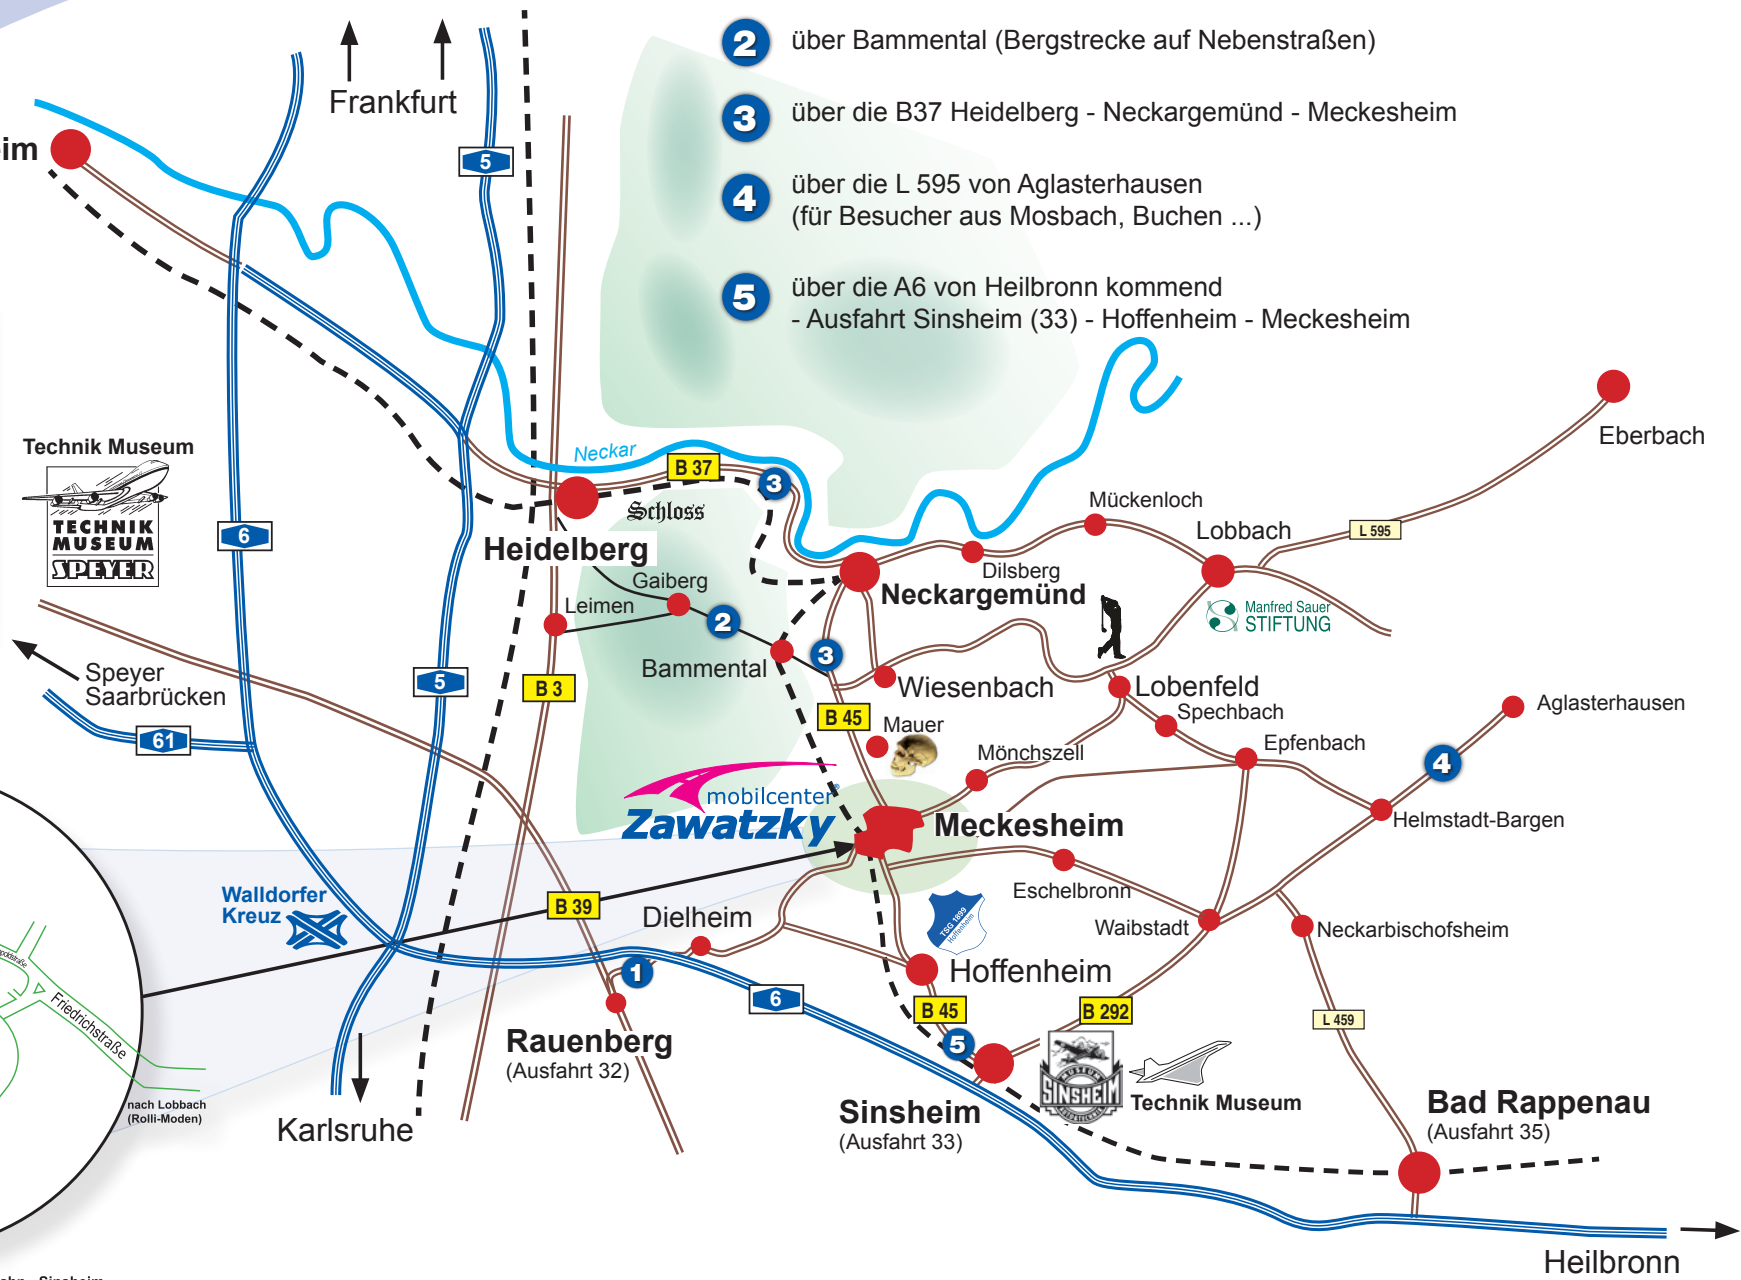 2 über Bammental (Bergstrecke auf Nebenstraßen)
3 über die B37 Heidelberg - Neckargemünd - Meckesheim
4 über die L 595 von Aglasterhausen
(für Besucher aus Mosbach, Buchen ...)
5 über die A6 von Heilbronn kommend
- Ausfahrt Sinsheim (33) - Hoffenheim - Meckesheim
Frankfurt
eim
5
Eberbach
Technik Museum
TECHNIK
MUSEUM
SPEYER
Neckar
B 37
3
Schloss
Mückenloch
Lobbach
L 595
6
Heidelberg
Gaiberg
Leimen
2
Dilsberg
Neckargemünd
Manfred Sauer
STIFTUNG
Bammental
3
Speyer
Saarbrücken
5
B 3
Wiesenbach
Lobenfeld
Spechbach
Aglasterhausen
61
B 45
Mauer
Mönchszell
Epfenbach
4
mobilcenter
Zawatzky
Meckesheim
Helmstadt-Bargen
Eschelbronn
Walldorfer
Kreuz
B 39
Dielheim
TSG 1899
Hoffenheim
Waibstadt
Neckarbischofsheim
1
6
Hoffenheim
B 45
B 292
L 459
5
Friedrichstraße
Rauenberg
(Ausfahrt 32)
MUSEUM
SINSHEIM
Technik Museum
nach Lobbach
(Rolli-Moden)
Karlsruhe
Sinsheim
(Ausfahrt 33)
Bad Rappenau
(Ausfahrt 35)
Heilbronn